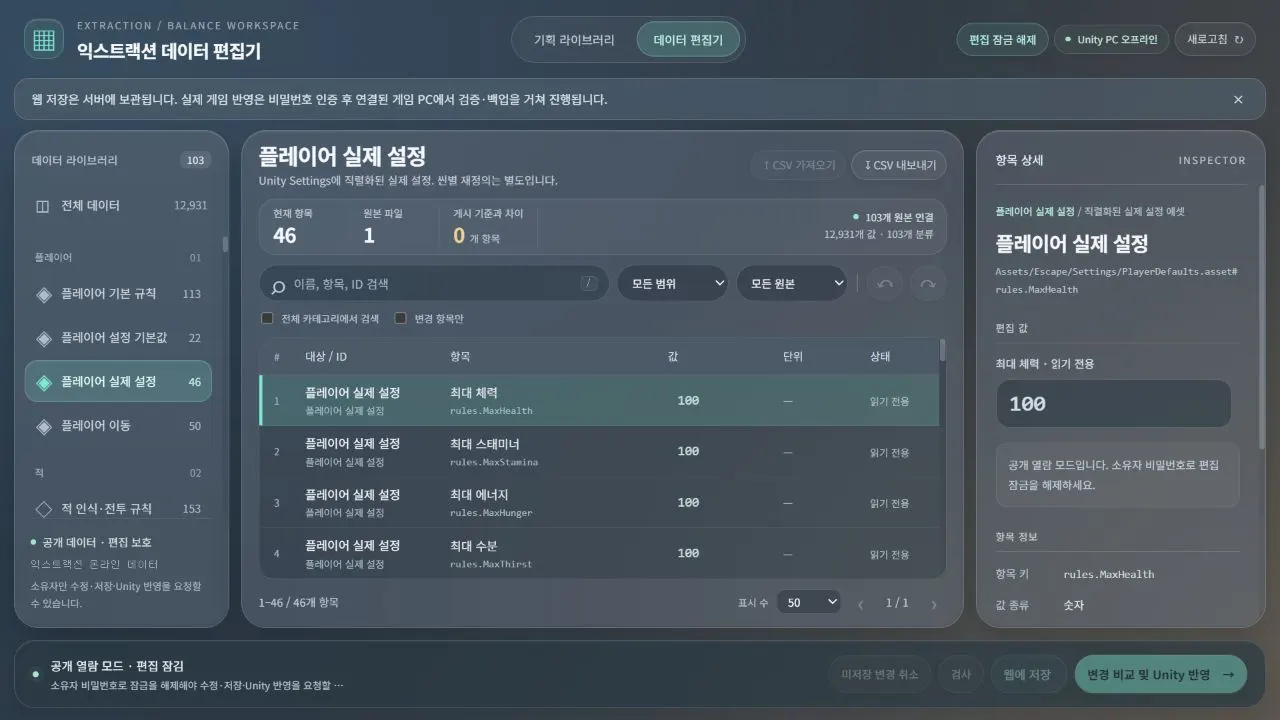 EXTRACTION / BALANCE WORKSPACE
익스트랙션 데이터 편집기
기획 라이브러리
데이터 편집기
편집 잠금 해제
Unity PC 오프라인
새로고침 ↻
웹 저장은 서버에 보관됩니다. 실제 게임 반영은 비밀번호 인증 후 연결된 게임 PC에서 검증·백업을 거쳐 진행됩니다.
×
데이터 라이브러리 103
전체 데이터 12,931
플레이어 01
플레이어 기본 규칙 113
플레이어 설정 기본값 22
플레이어 실제 설정 46
플레이어 이동 50
적 02
적 인식·전투 규칙 153
공개 데이터 · 편집 보호
익스트랙션 온라인 데이터
소유자만 수정·저장·Unity 반영을 요청할
수 있습니다.
플레이어 실제 설정
Unity Settings에 직렬화된 실제 설정. 씬별 재정의는 별도입니다.
↥ CSV 가져오기
↧ CSV 내보내기
현재 항목
46
원본 파일
1
게시 기준과 차이
0 개 항목
103개 원본 연결
12,931개 값 · 103개 분류
이름, 항목, ID 검색 /
모든 범위
모든 원본
전체 카테고리에서 검색
변경 항목만
# 대상 / ID 항목 값 단위 상태
1 플레이어 실제 설정 최대 체력 100 — 읽기 전용
플레이어 실제 설정 rules.MaxHealth
2 플레이어 실제 설정 최대 스태미너 100 — 읽기 전용
플레이어 실제 설정 rules.MaxStamina
3 플레이어 실제 설정 최대 에너지 100 — 읽기 전용
플레이어 실제 설정 rules.MaxHunger
4 플레이어 실제 설정 최대 수분 100 — 읽기 전용
플레이어 실제 설정 rules.MaxThirst
1–46 / 46개 항목
표시 수 50 ‹ 1 / 1 ›
항목 상세 INSPECTOR
플레이어 실제 설정 / 직렬화된 실제 설정 에셋
플레이어 실제 설정
Assets/Escape/Settings/PlayerDefaults.asset#
rules.MaxHealth
편집 값
최대 체력 · 읽기 전용
100
공개 열람 모드입니다. 소유자 비밀번호로 편집
잠금을 해제하세요.
항목 정보
항목 키 rules.MaxHealth
값 종류 숫자
공개 열람 모드 · 편집 잠김
소유자 비밀번호로 잠금을 해제해야 수정·저장·Unity 반영을 요청할 …
미저장 변경 취소
검사
웹에 저장
변경 비교 및 Unity 반영 →